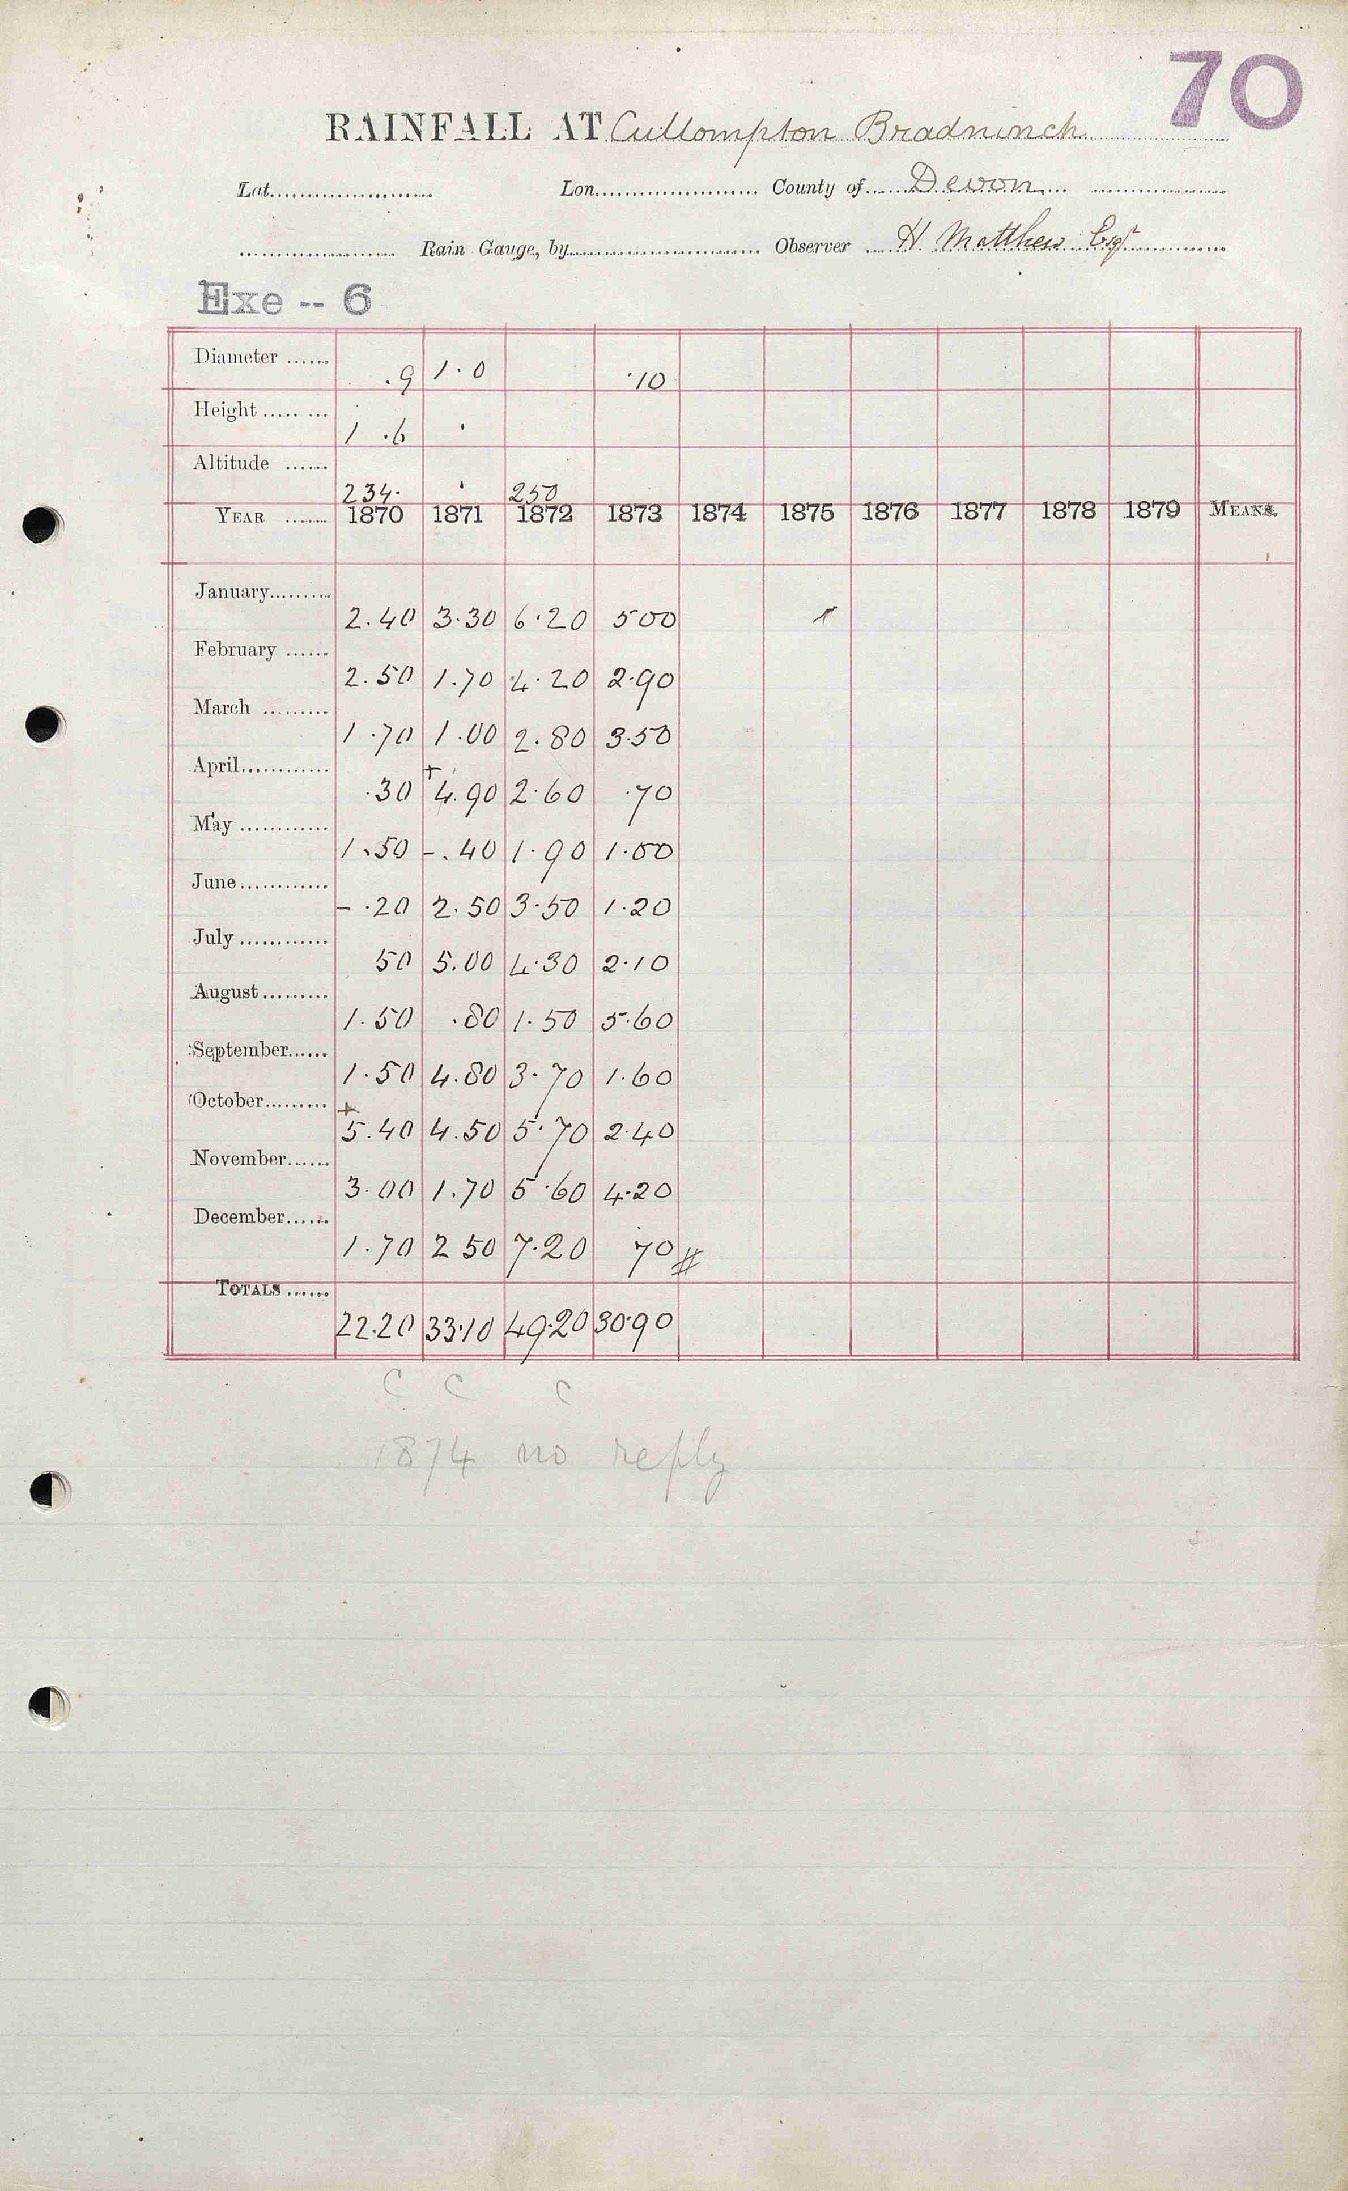 70
RAINFALL AT Cullompton Bradninch
Lat. Lon. County of Devon
Rain Gauge, by Observer H Matthew Esqr
Exe -- 6
Diameter .9 1.0 .10
Height 1 .6
Altitude 234. 250
YEAR 1870 1871 1872 1873 1874 1875 1876 1877 1878 1879 MEANS.
January 2.40 3.30 6.20 500
February 2.50 1.70 4.20 2.90
March 1.70 1.00 2.80 3.50
April .30 +4.90 2.60 .70
May 1.50 -.40 1.90 1.00
June -.20 2.50 3.50 1.20
July 50 5.00 4.30 2.10
August 1.50 .80 1.50 5.60
September 1.50 4.80 3.70 1.60
October +5.40 4.50 5.70 2.40
November 3.00 1.70 5.60 4.20
December 1.70 2 50 7.20 70 #
TOTALS 22.20 33.10 49.20 30.90
C C C
1874 no reply